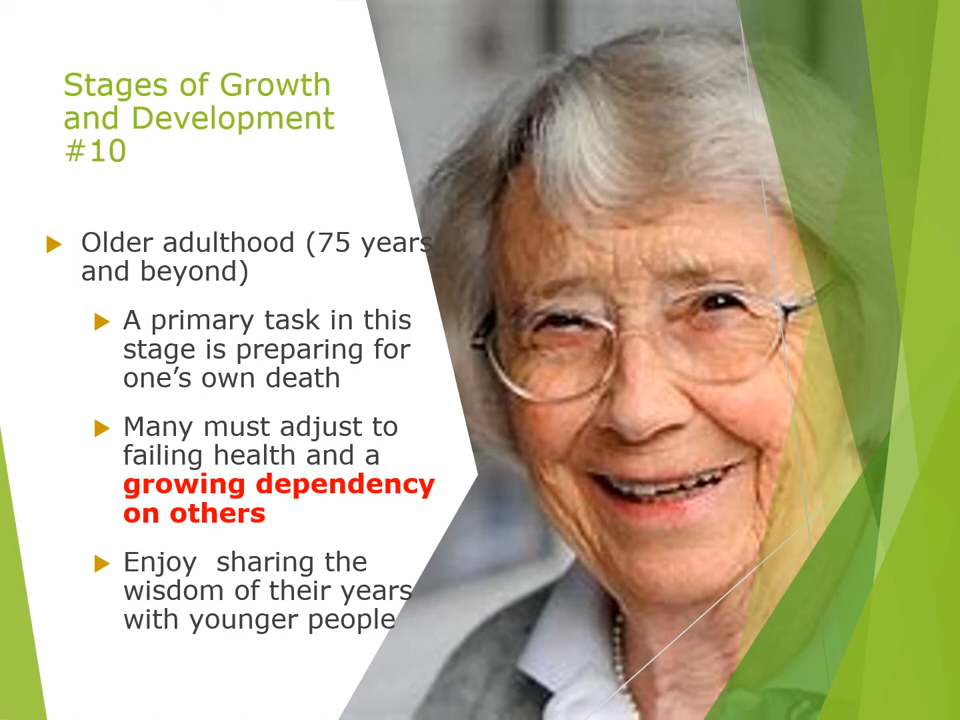 Stages of Growth
and Development
#10
Older adulthood (75 years
and beyond)
A primary task in this
stage is preparing for
one’s own death
Many must adjust to
failing health and a
growing dependency
on others
Enjoy  sharing the
wisdom of their years
with younger people